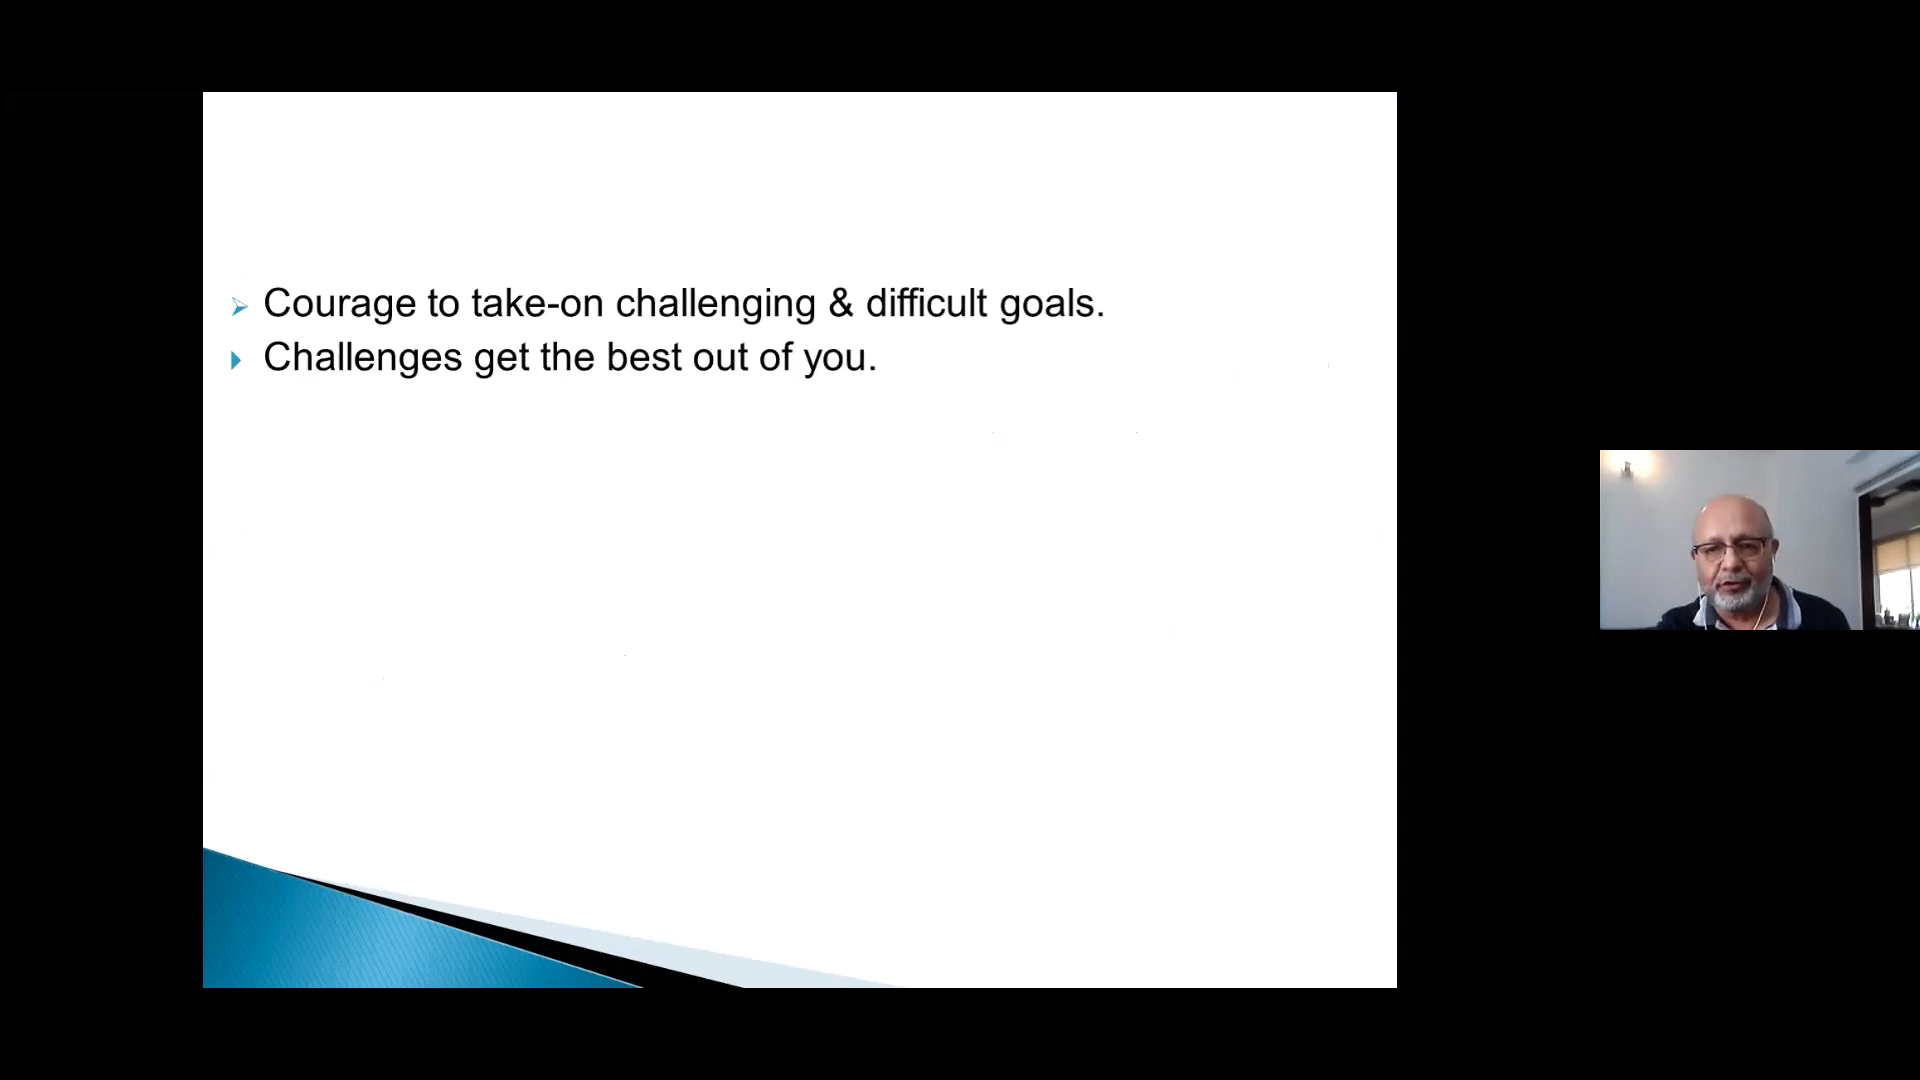 Courage to take-on challenging & difficult goals.
Challenges get the best out of you.